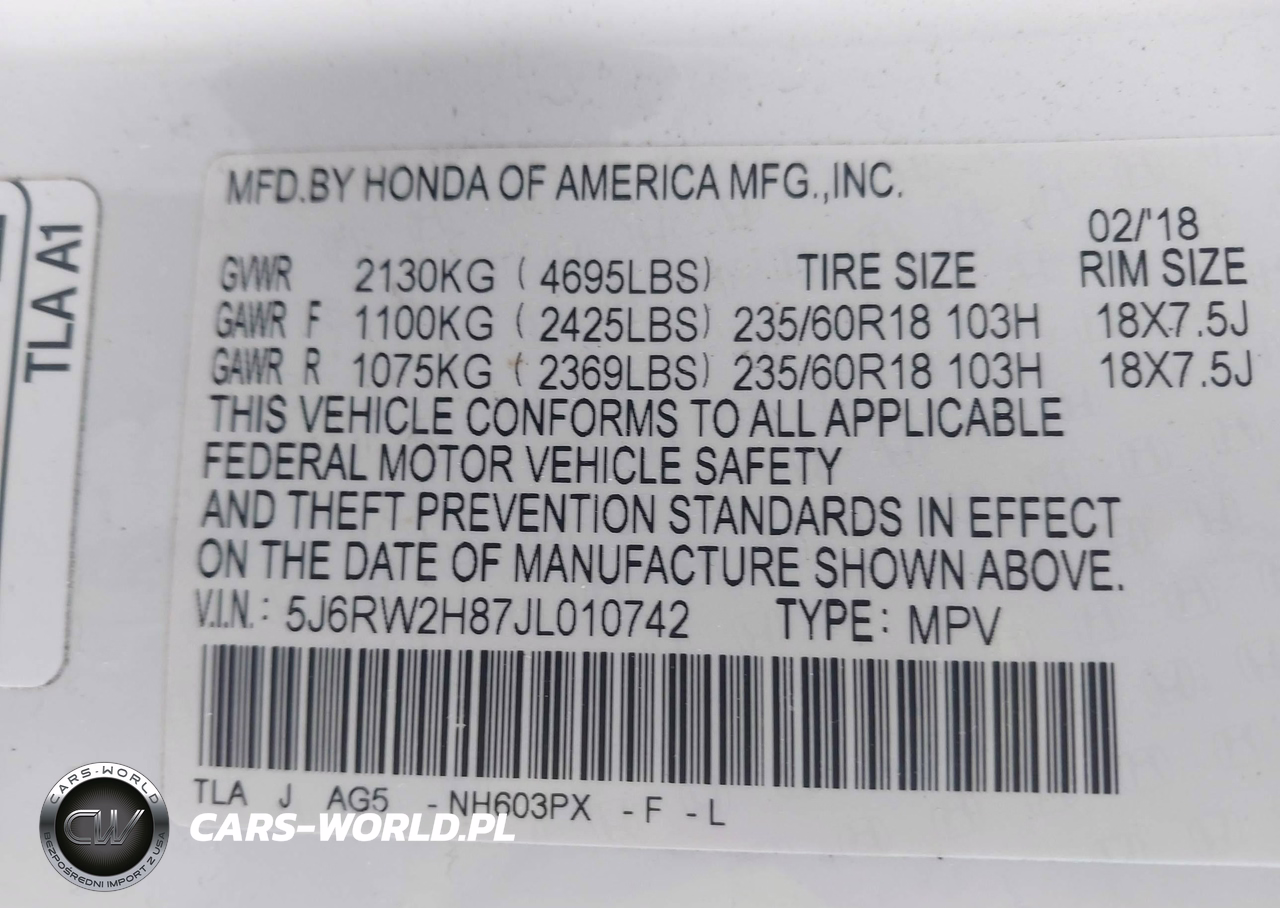 TLA A1
MFD.BY HONDA OF AMERICA MFG.,INC.
02/'18
GVWR 2130KG ( 4695LBS) TIRE SIZE RIM SIZE
GAWR F 1100KG ( 2425LBS) 235/60R18 103H 18X7.5J
GAWR R 1075KG ( 2369LBS) 235/60R18 103H 18X7.5J
THIS VEHICLE CONFORMS TO ALL APPLICABLE
FEDERAL MOTOR VEHICLE SAFETY
AND THEFT PREVENTION STANDARDS IN EFFECT
ON THE DATE OF MANUFACTURE SHOWN ABOVE.
V.I.N.: 5J6RW2H87JL010742 TYPE: MPV
TLA J AG5 -NH603PX -F -L
CARS-WORLD
CW
BEZPOŚREDNI IMPORT Z USA
CARS-WORLD.PL